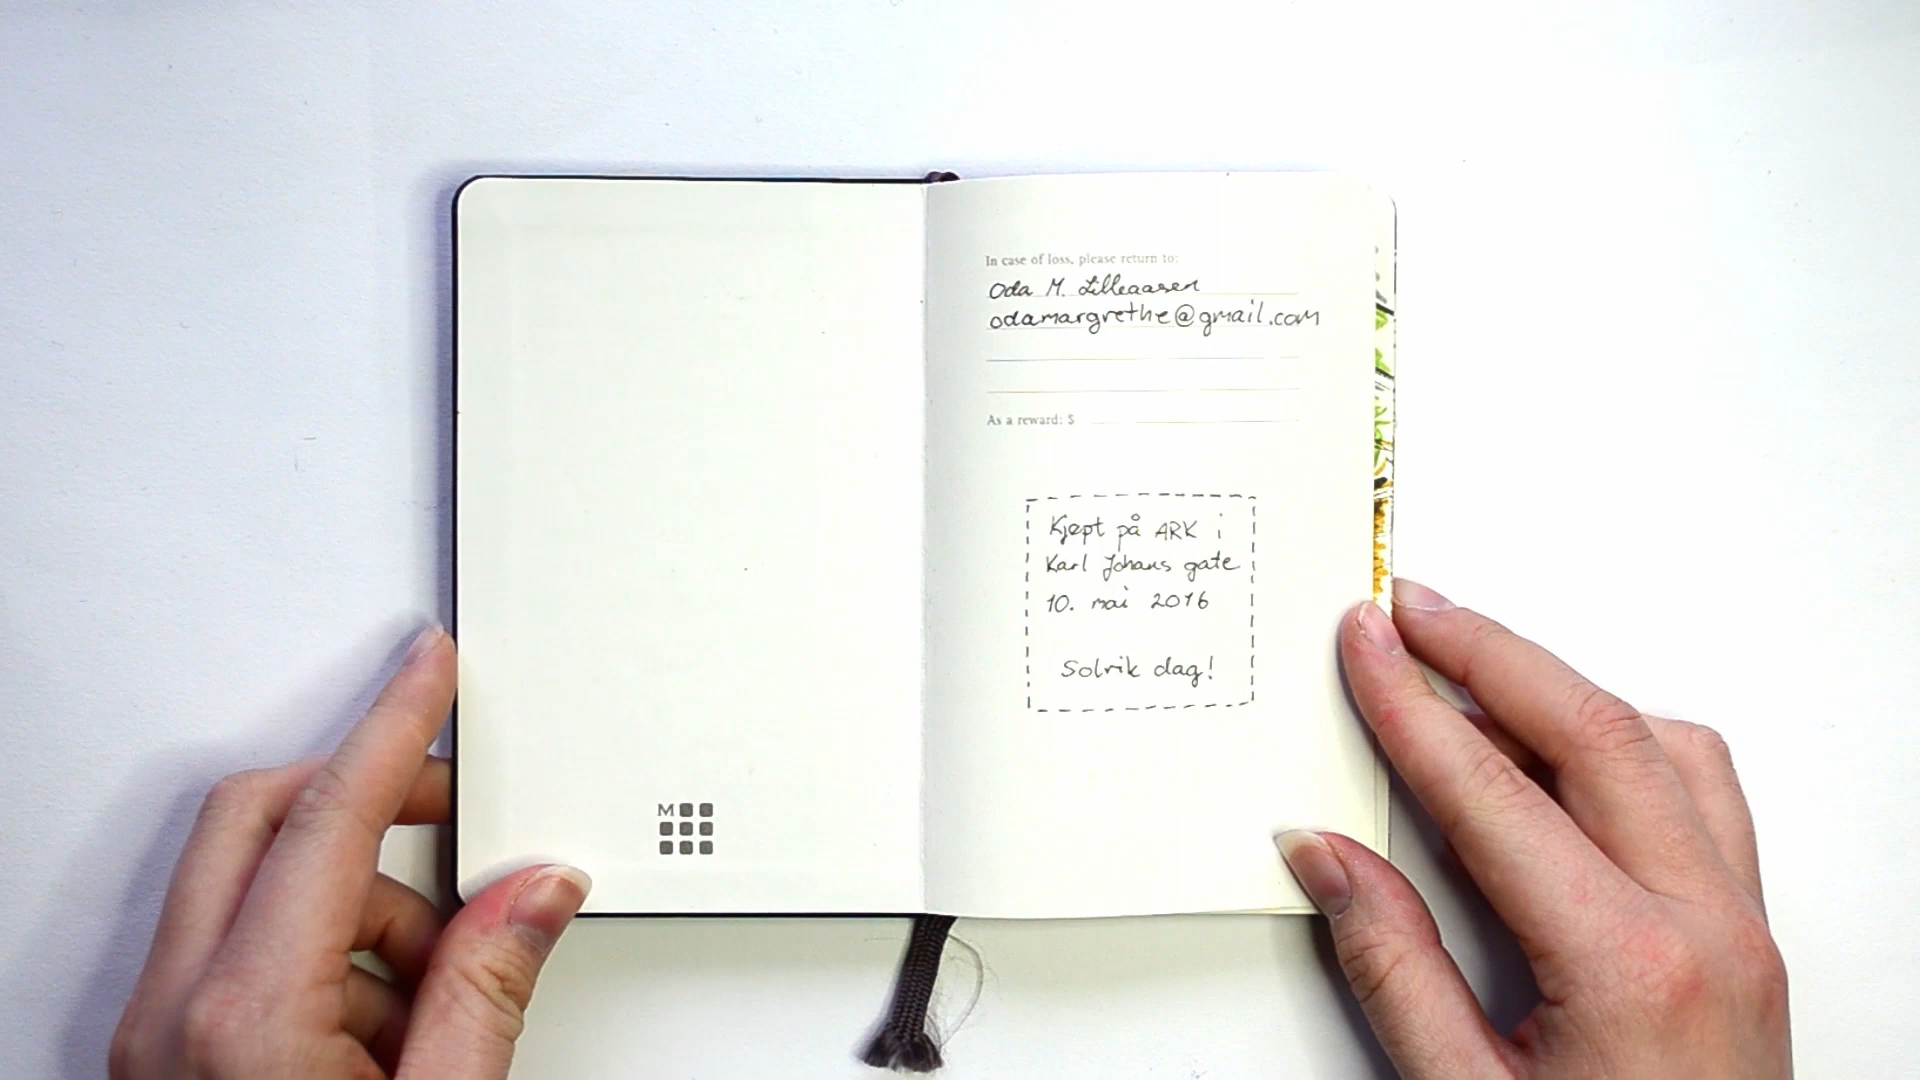 M
In case of loss, please return to:
Oda M. Lilleaasen
odamargrethe@gmail.com
As a reward: $
Kjøpt på ARK i
Karl Johans gate
10. mai 2016
Solrik dag!